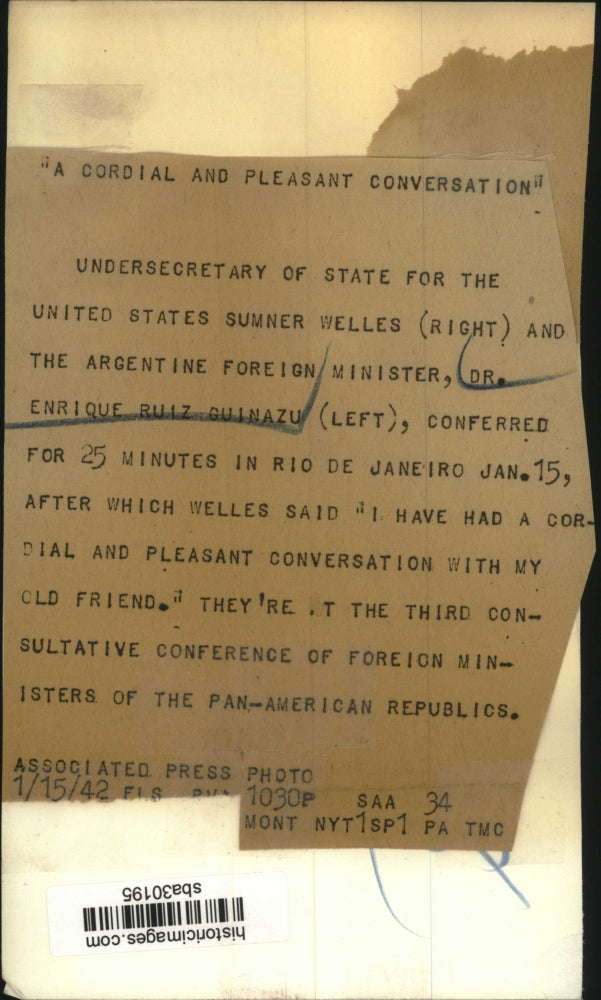 "A CORDIAL AND PLEASANT CONVERSATION"
UNDERSECRETARY OF STATE FOR THE
UNITED STATES SUMNER WELLES (RIGHT) AND
THE ARGENTINE FOREIGN MINISTER, DR.
ENRIQUE RUIZ GUINAZU (LEFT), CONFERRED
FOR 25 MINUTES IN RIO DE JANEIRO JAN. 15,
AFTER WHICH WELLES SAID "I HAVE HAD A COR-
DIAL AND PLEASANT CONVERSATION WITH MY
OLD FRIEND." THEY'RE .T THE THIRD CON-
SULTATIVE CONFERENCE OF FOREIGN MIN-
ISTERS OF THE PAN-AMERICAN REPUBLICS.
ASSOCIATED PRESS PHOTO
1/15/42 FLS 1030P SAA 34
MONT NYT1SP1 PA TMC
historicimages.com
sba30195